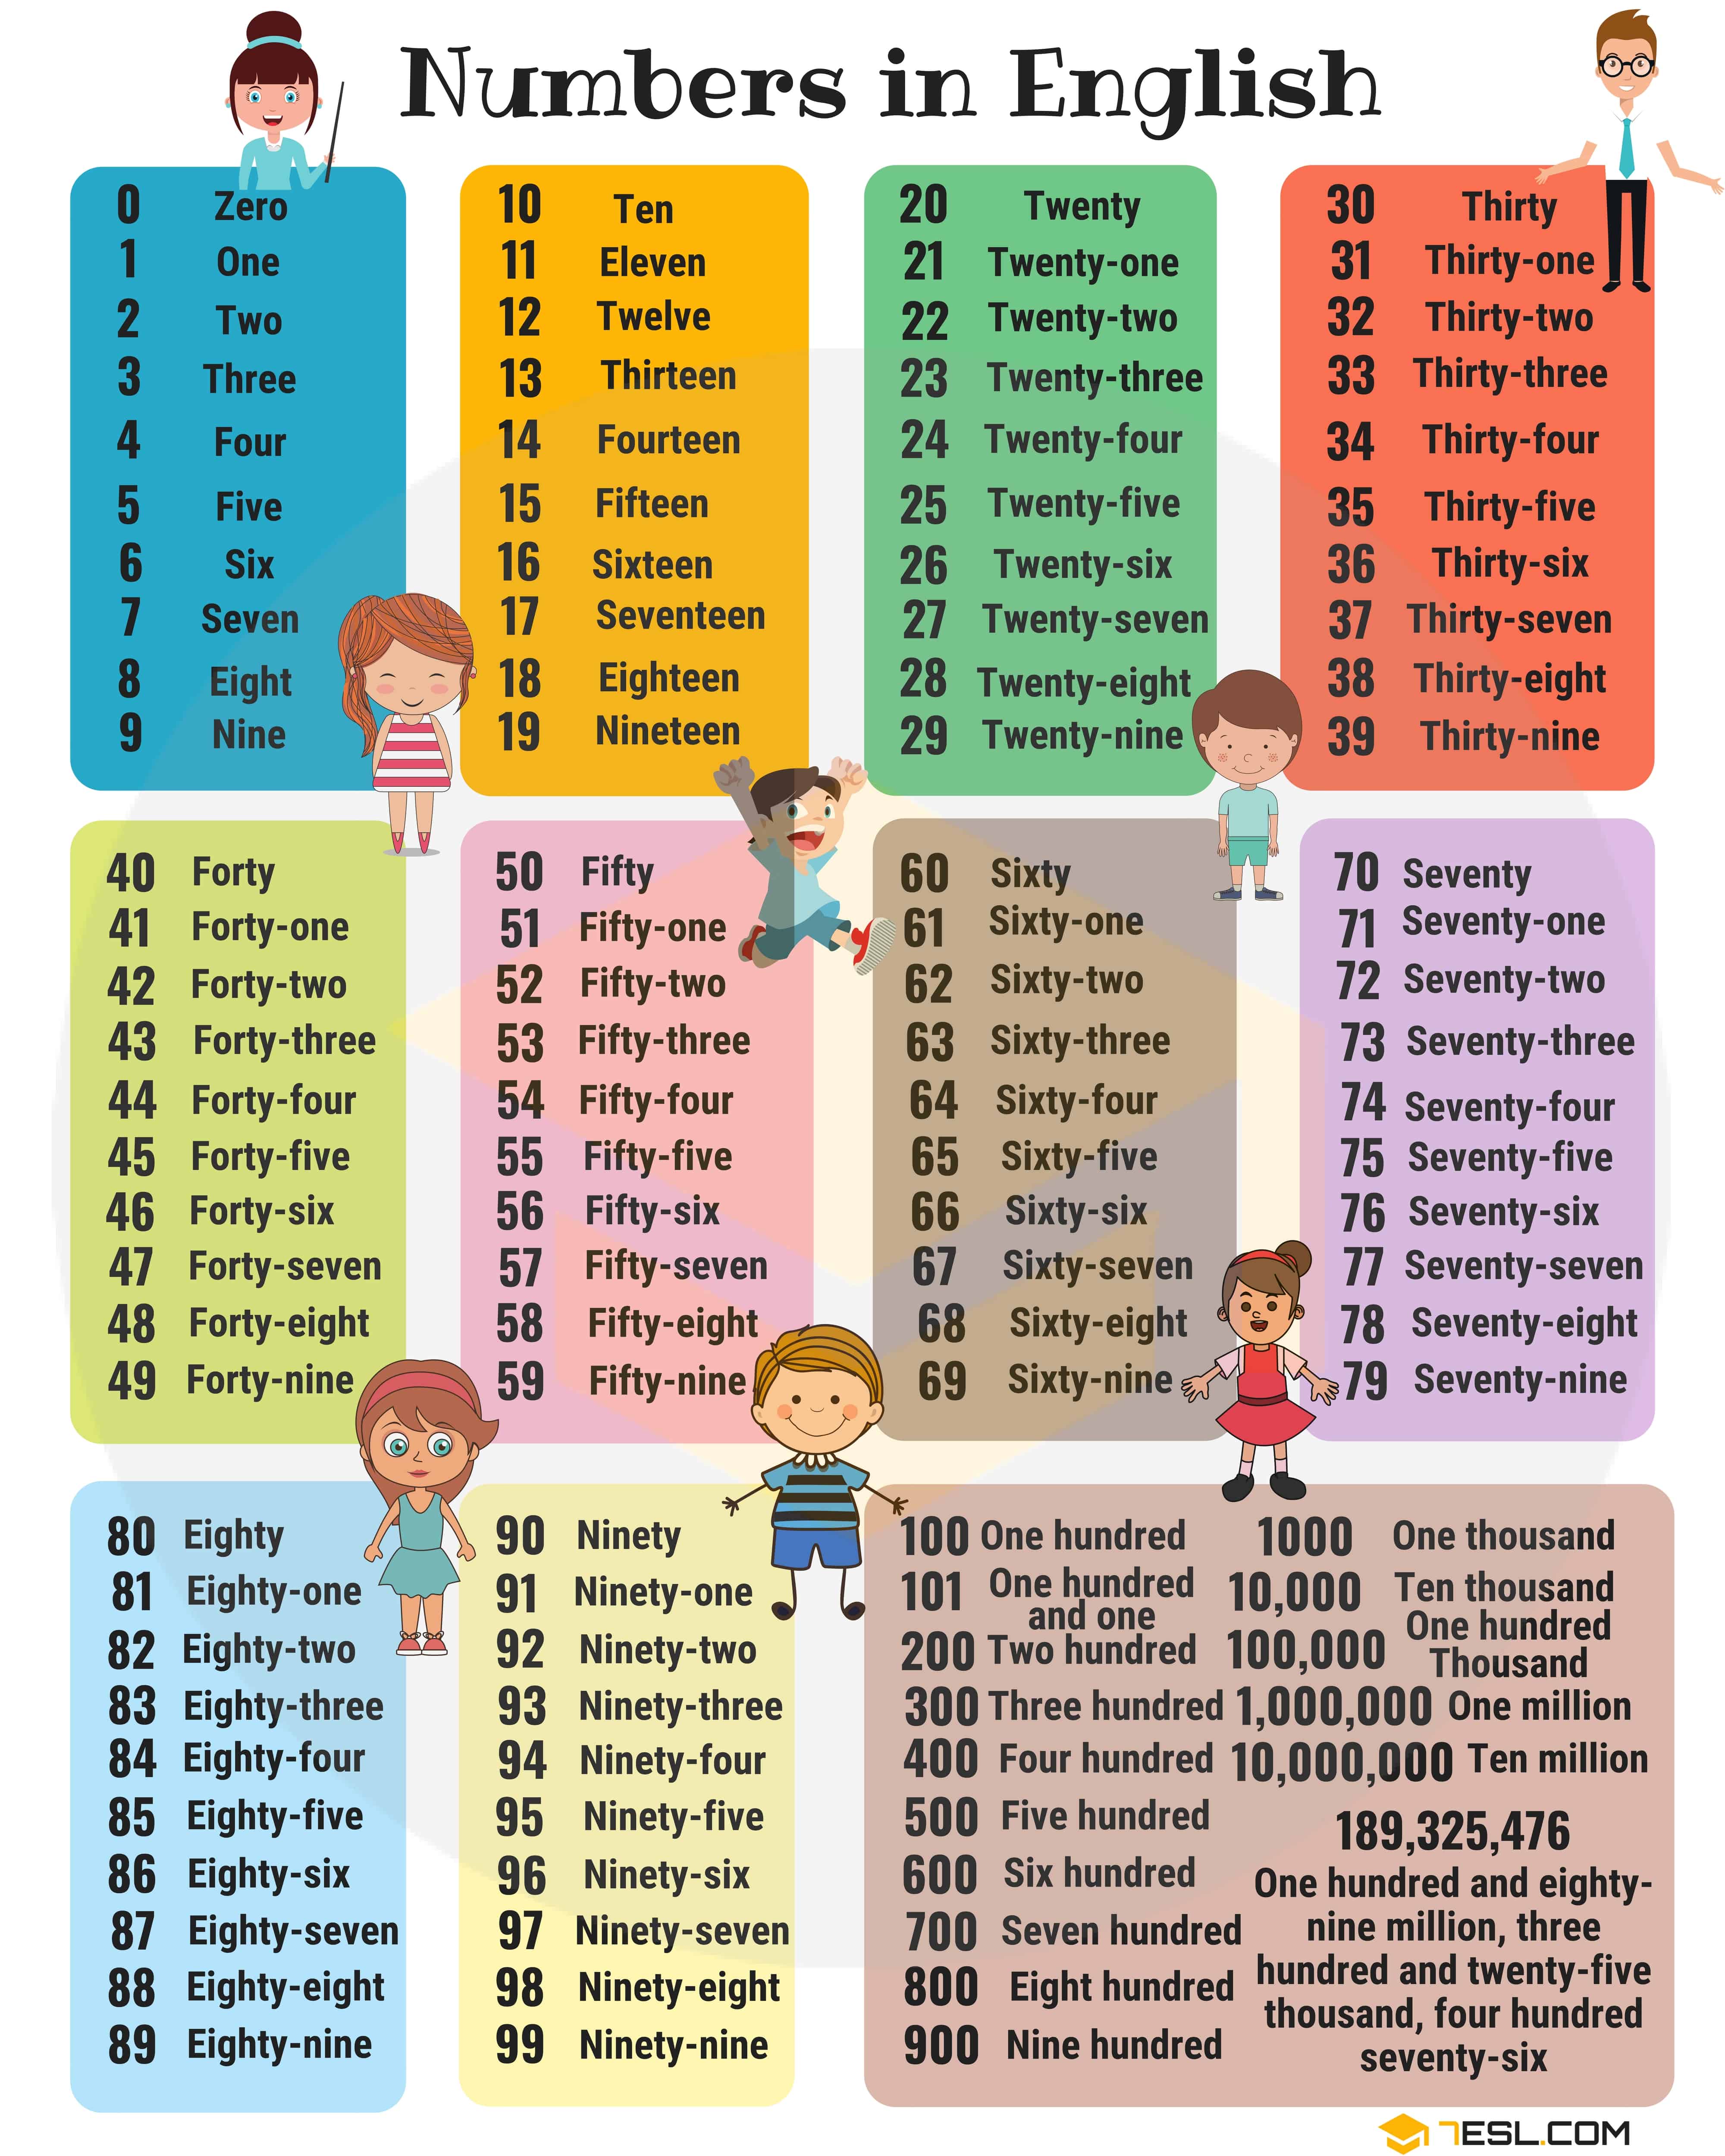 Numbers in English
0 Zero
1 One
2 Two
3 Three
4 Four
5 Five
6 Six
7 Seven
8 Eight
9 Nine
10 Ten
11 Eleven
12 Twelve
13 Thirteen
14 Fourteen
15 Fifteen
16 Sixteen
17 Seventeen
18 Eighteen
19 Nineteen
20 Twenty
21 Twenty-one
22 Twenty-two
23 Twenty-three
24 Twenty-four
25 Twenty-five
26 Twenty-six
27 Twenty-seven
28 Twenty-eight
29 Twenty-nine
30 Thirty
31 Thirty-one
32 Thirty-two
33 Thirty-three
34 Thirty-four
35 Thirty-five
36 Thirty-six
37 Thirty-seven
38 Thirty-eight
39 Thirty-nine
40 Forty
41 Forty-one
42 Forty-two
43 Forty-three
44 Forty-four
45 Forty-five
46 Forty-six
47 Forty-seven
48 Forty-eight
49 Forty-nine
50 Fifty
51 Fifty-one
52 Fifty-two
53 Fifty-three
54 Fifty-four
55 Fifty-five
56 Fifty-six
57 Fifty-seven
58 Fifty-eight
59 Fifty-nine
60 Sixty
61 Sixty-one
62 Sixty-two
63 Sixty-three
64 Sixty-four
65 Sixty-five
66 Sixty-six
67 Sixty-seven
68 Sixty-eight
69 Sixty-nine
70 Seventy
71 Seventy-one
72 Seventy-two
73 Seventy-three
74 Seventy-four
75 Seventy-five
76 Seventy-six
77 Seventy-seven
78 Seventy-eight
79 Seventy-nine
80 Eighty
81 Eighty-one
82 Eighty-two
83 Eighty-three
84 Eighty-four
85 Eighty-five
86 Eighty-six
87 Eighty-seven
88 Eighty-eight
89 Eighty-nine
90 Ninety
91 Ninety-one
92 Ninety-two
93 Ninety-three
94 Ninety-four
95 Ninety-five
96 Ninety-six
97 Ninety-seven
98 Ninety-eight
99 Ninety-nine
100 One hundred
101 One hundred
and one
200 Two hundred
300 Three hundred
400 Four hundred
500 Five hundred
600 Six hundred
700 Seven hundred
800 Eight hundred
900 Nine hundred
1000 One thousand
10,000 Ten thousand
100,000 One hundred
Thousand
1,000,000 One million
10,000,000 Ten million
189,325,476
One hundred and eighty-
nine million, three
hundred and twenty-five
thousand, four hundred
seventy-six
7ESL.COM